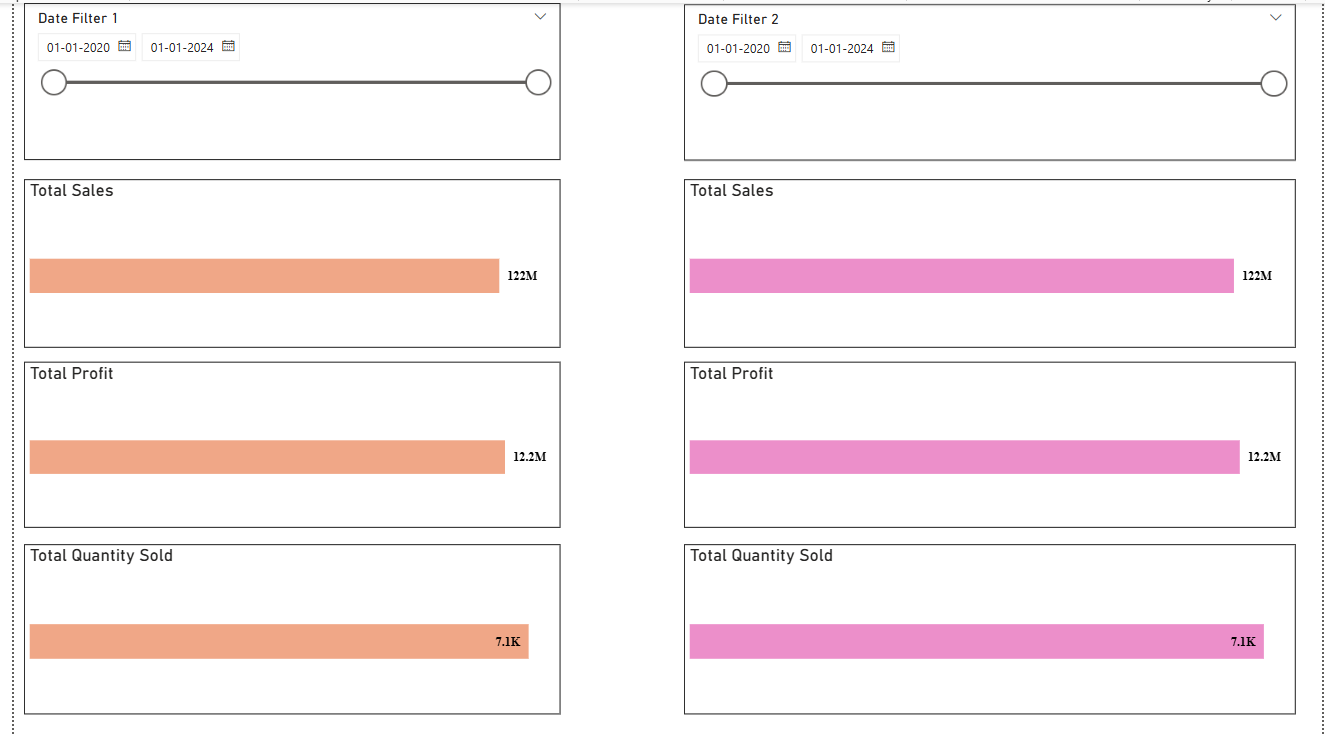 Date Filter 1
01-01-2020 01-01-2024
Total Sales
122M
Total Profit
12.2M
Total Quantity Sold
7.1K
Date Filter 2
01-01-2020 01-01-2024
Total Sales
122M
Total Profit
12.2M
Total Quantity Sold
7.1K